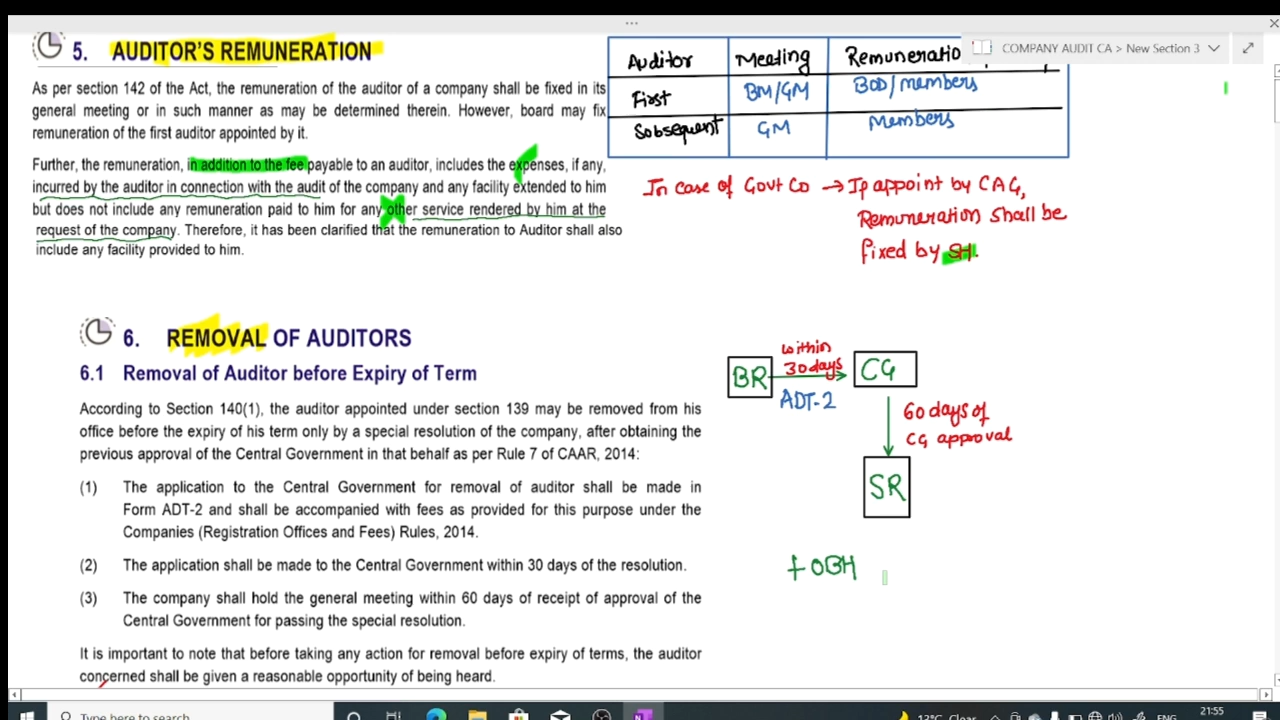 5. AUDITOR'S REMUNERATION
As per section 142 of the Act, the remuneration of the auditor of a company shall be fixed in its
general meeting or in such manner as may be determined therein. However, board may fix
remuneration of the first auditor appointed by it.
Further, the remuneration, in addition to the fee payable to an auditor, includes the expenses, if any,
incurred by the auditor in connection with the audit of the company and any facility extended to him
but does not include any remuneration paid to him for any other service rendered by him at the
request of the company. Therefore, it has been clarified that the remuneration to Auditor shall also
include any facility provided to him.
COMPANY AUDIT CA > New Section 3
Auditor Meeting Remuneratio
First BM/GM BOD/members
Sobsequent GM Members
In case of Govt Co → If appoint by CAG,
Remuneration Shall be
fixed by SH.
6. REMOVAL OF AUDITORS
6.1 Removal of Auditor before Expiry of Term
According to Section 140(1), the auditor appointed under section 139 may be removed from his
office before the expiry of his term only by a special resolution of the company, after obtaining the
previous approval of the Central Government in that behalf as per Rule 7 of CAAR, 2014:
(1) The application to the Central Government for removal of auditor shall be made in
Form ADT-2 and shall be accompanied with fees as provided for this purpose under the
Companies (Registration Offices and Fees) Rules, 2014.
(2) The application shall be made to the Central Government within 30 days of the resolution.
(3) The company shall hold the general meeting within 60 days of receipt of approval of the
Central Government for passing the special resolution.
It is important to note that before taking any action for removal before expiry of terms, the auditor
concerned shall be given a reasonable opportunity of being heard.
BR
within
30days
ADT-2
CG
60 days of
CG approval
SR
+ OBH
Type here to search
13°C Clear
ENG
21:55